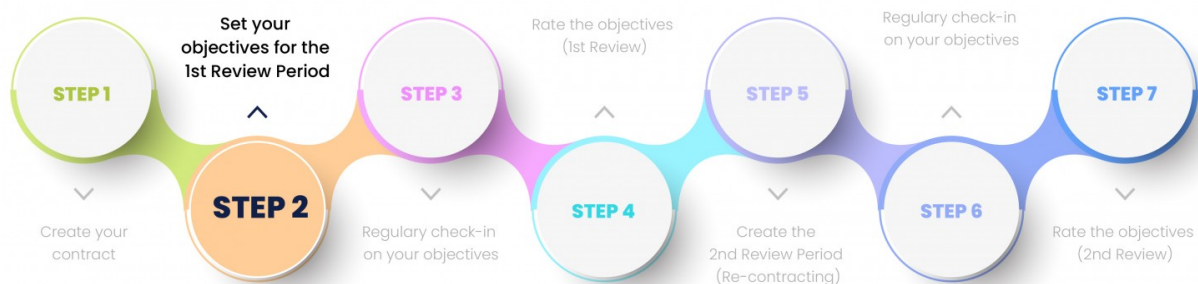 STEP 1
Create your
contract
Set your
objectives for the
1st Review Period
STEP 2
STEP 3
Regulary check-in
on your objectives
Rate the objectives
(1st Review)
STEP 4
STEP 5
Create the
2nd Review Period
(Re-contracting)
Regulary check-in
on your objectives
STEP 6
STEP 7
Rate the objectives
(2nd Review)